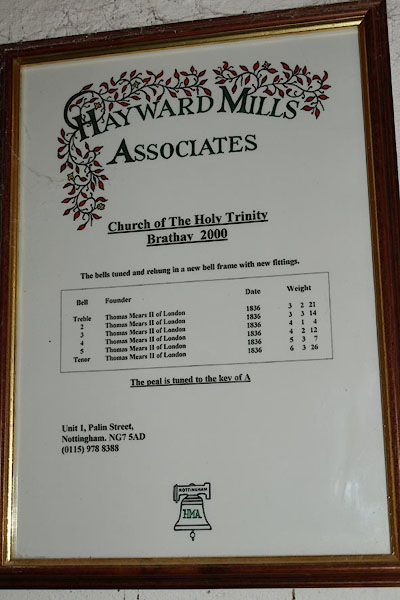 HAYWARD MILLS
ASSOCIATES
Church of The Holy Trinity
Brathay 2000
The bells tuned and rehung in a new bell frame with new fittings.
Bell Founder Date Weight
Treble Thomas Mears II of London 1836 3 2 21
2 Thomas Mears II of London 1836 3 3 14
3 Thomas Mears II of London 1836 4 1 4
4 Thomas Mears II of London 1836 4 2 12
5 Thomas Mears II of London 1836 5 3 7
Tenor Thomas Mears II of London 1836 6 3 26
The peal is tuned to the key of A
Unit 1, Palin Street,
Nottingham. NG7 5AD
(0115) 978 8388
NOTTINGHAM
HMA